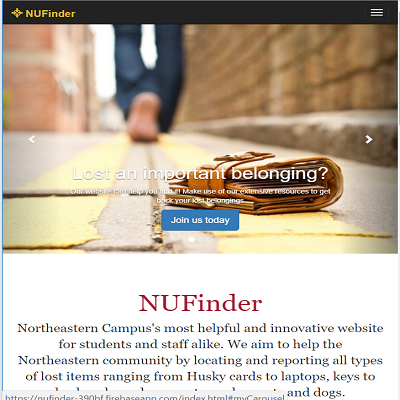 NUFinder
Lost an important belonging?
Our website can help you find it! Make use of our extensive resources to get
back your lost belongings
Join us today
NUFinder
Northeastern Campus's most helpful and innovative website
for students and staff alike. We aim to help the
Northeastern community by locating and reporting all types
of lost items ranging from Husky cards to laptops, keys to
and dogs.
https://nufinder-390bf.firebaseapp.com/index.html#myCarousel